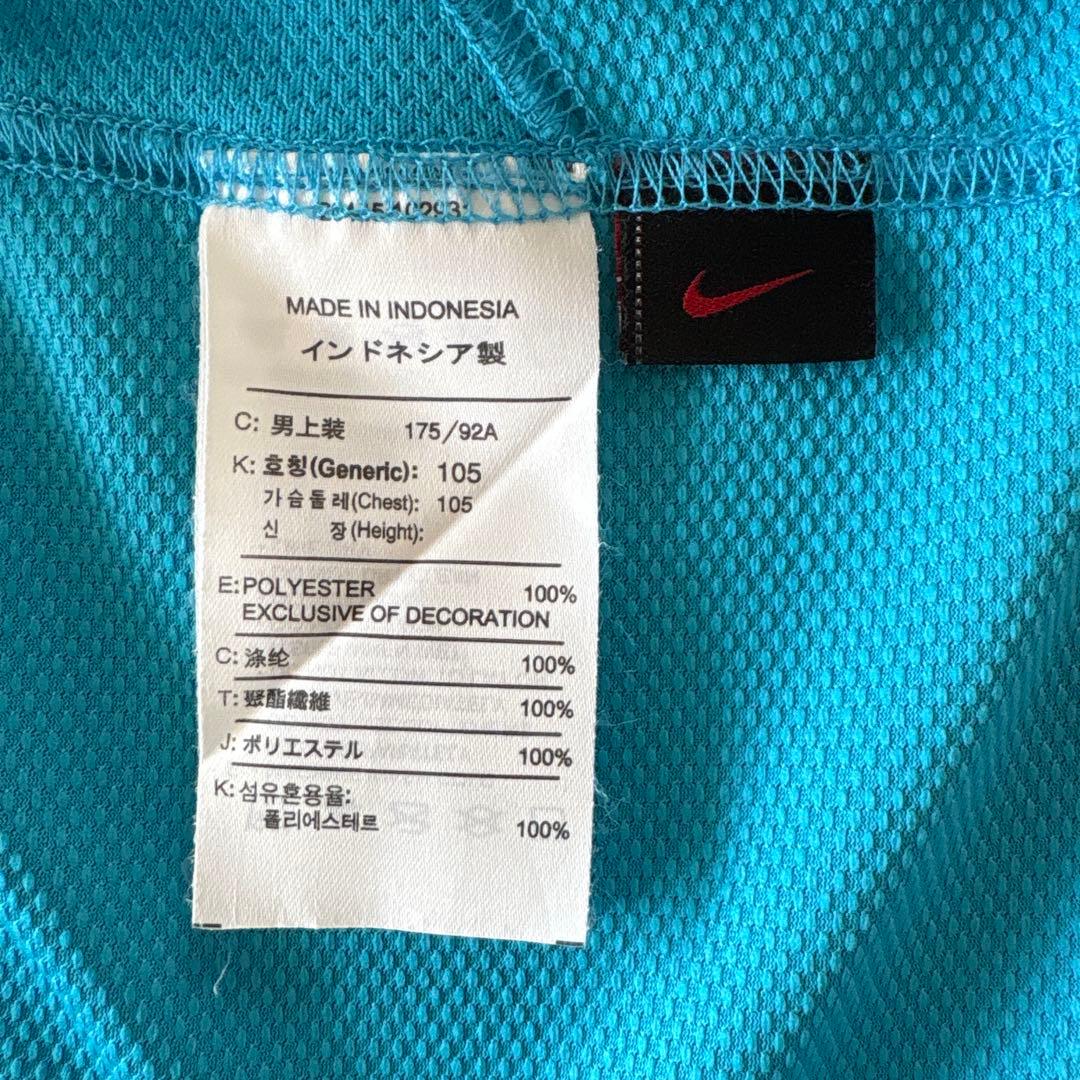 MADE IN INDONESIA
インドネシア製
C: 男上装 175/92A
K: 호칭(Generic): 105
가슴둘레(Chest): 105
신 장(Height):
E:POLYESTER 100%
EXCLUSIVE OF DECORATION
C: 涤纶 100%
T: 聚酯纖維 100%
J: ポリエステル 100%
K: 섬유혼용율:
폴리에스테르 100%